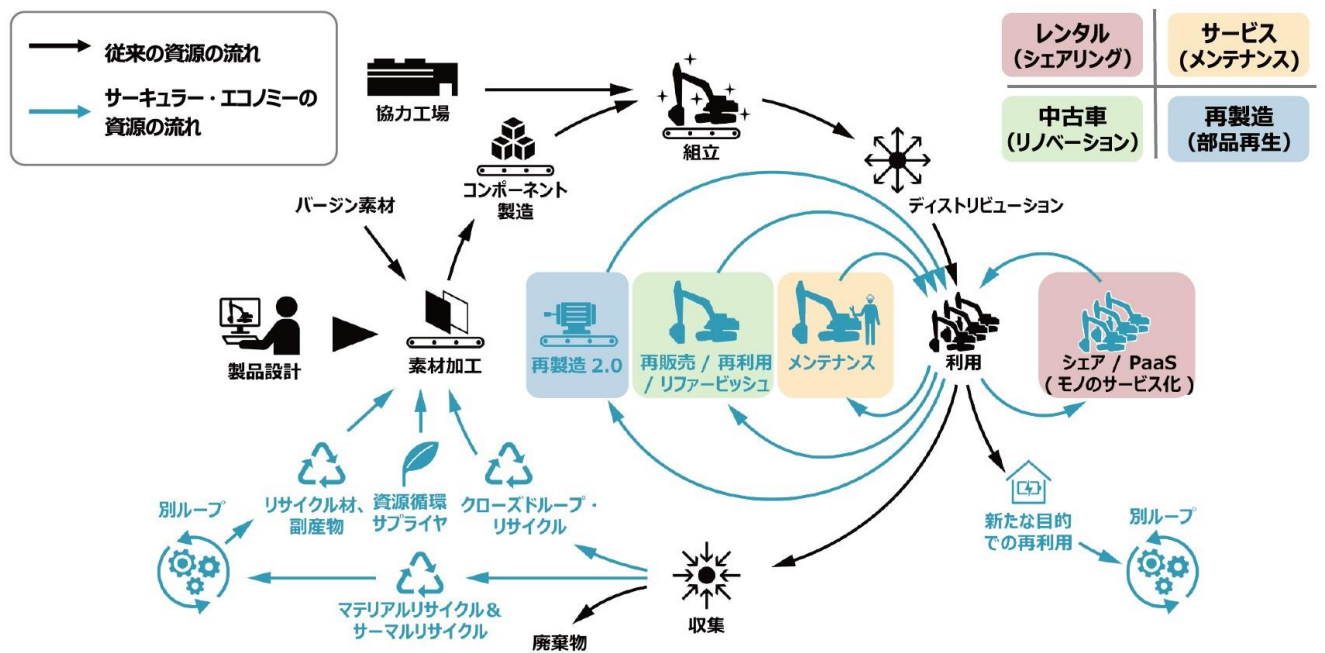 従来の資源の流れ
サーキュラー・エコノミーの
資源の流れ
レンタル
(シェアリング)
サービス
(メンテナンス)
中古車
(リノベーション)
再製造
(部品再生)
協力工場
組立
コンポーネント
製造
バージン素材
ディストリビューション
製品設計
素材加工
再製造 2.0
再販売 / 再利用
/ リファービッシュ
メンテナンス
利用
シェア / PaaS
( モノのサービス化 )
別ループ
リサイクル材、
副産物
資源循環
サプライヤ
クローズドループ・
リサイクル
新たな目的
での再利用
別ループ
マテリアルリサイクル＆
サーマルリサイクル
廃棄物
収集